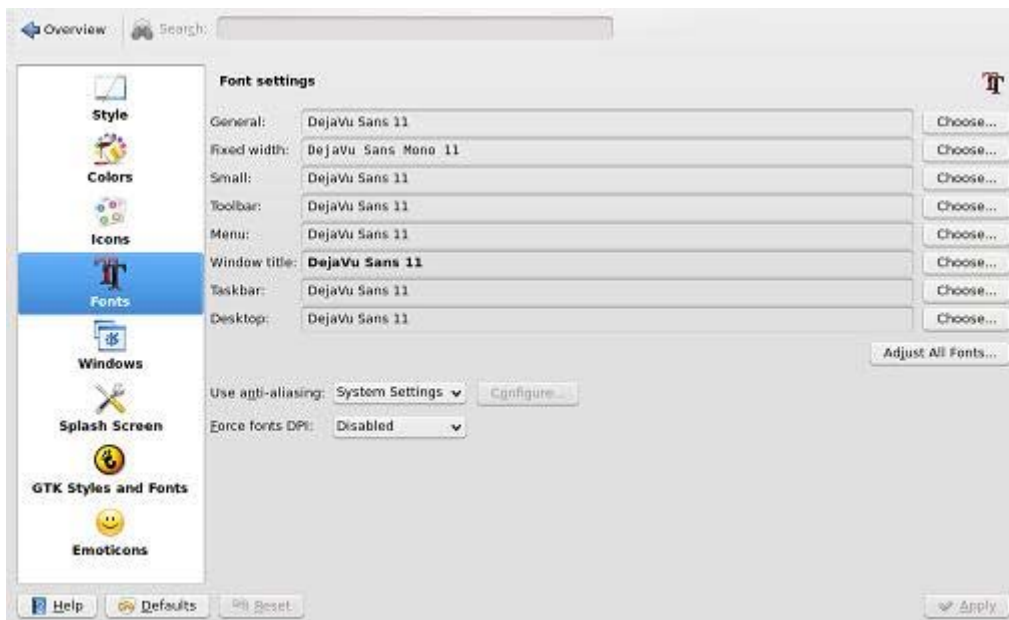 Overview Search:
Style
Colors
Icons
Fonts
Windows
Splash Screen
GTK Styles and Fonts
Emoticons
Font settings
General: DejaVu Sans 11 Choose...
Fixed width: DejaVu Sans Mono 11 Choose...
Small: DejaVu Sans 11 Choose...
Toolbar: DejaVu Sans 11 Choose...
Menu: DejaVu Sans 11 Choose...
Window title: DejaVu Sans 11 Choose...
Taskbar: DejaVu Sans 11 Choose...
Desktop: DejaVu Sans 11 Choose...
Adjust All Fonts...
Use anti-aliasing: System Settings Configure...
Force fonts DPI: Disabled
Help Defaults Reset Apply